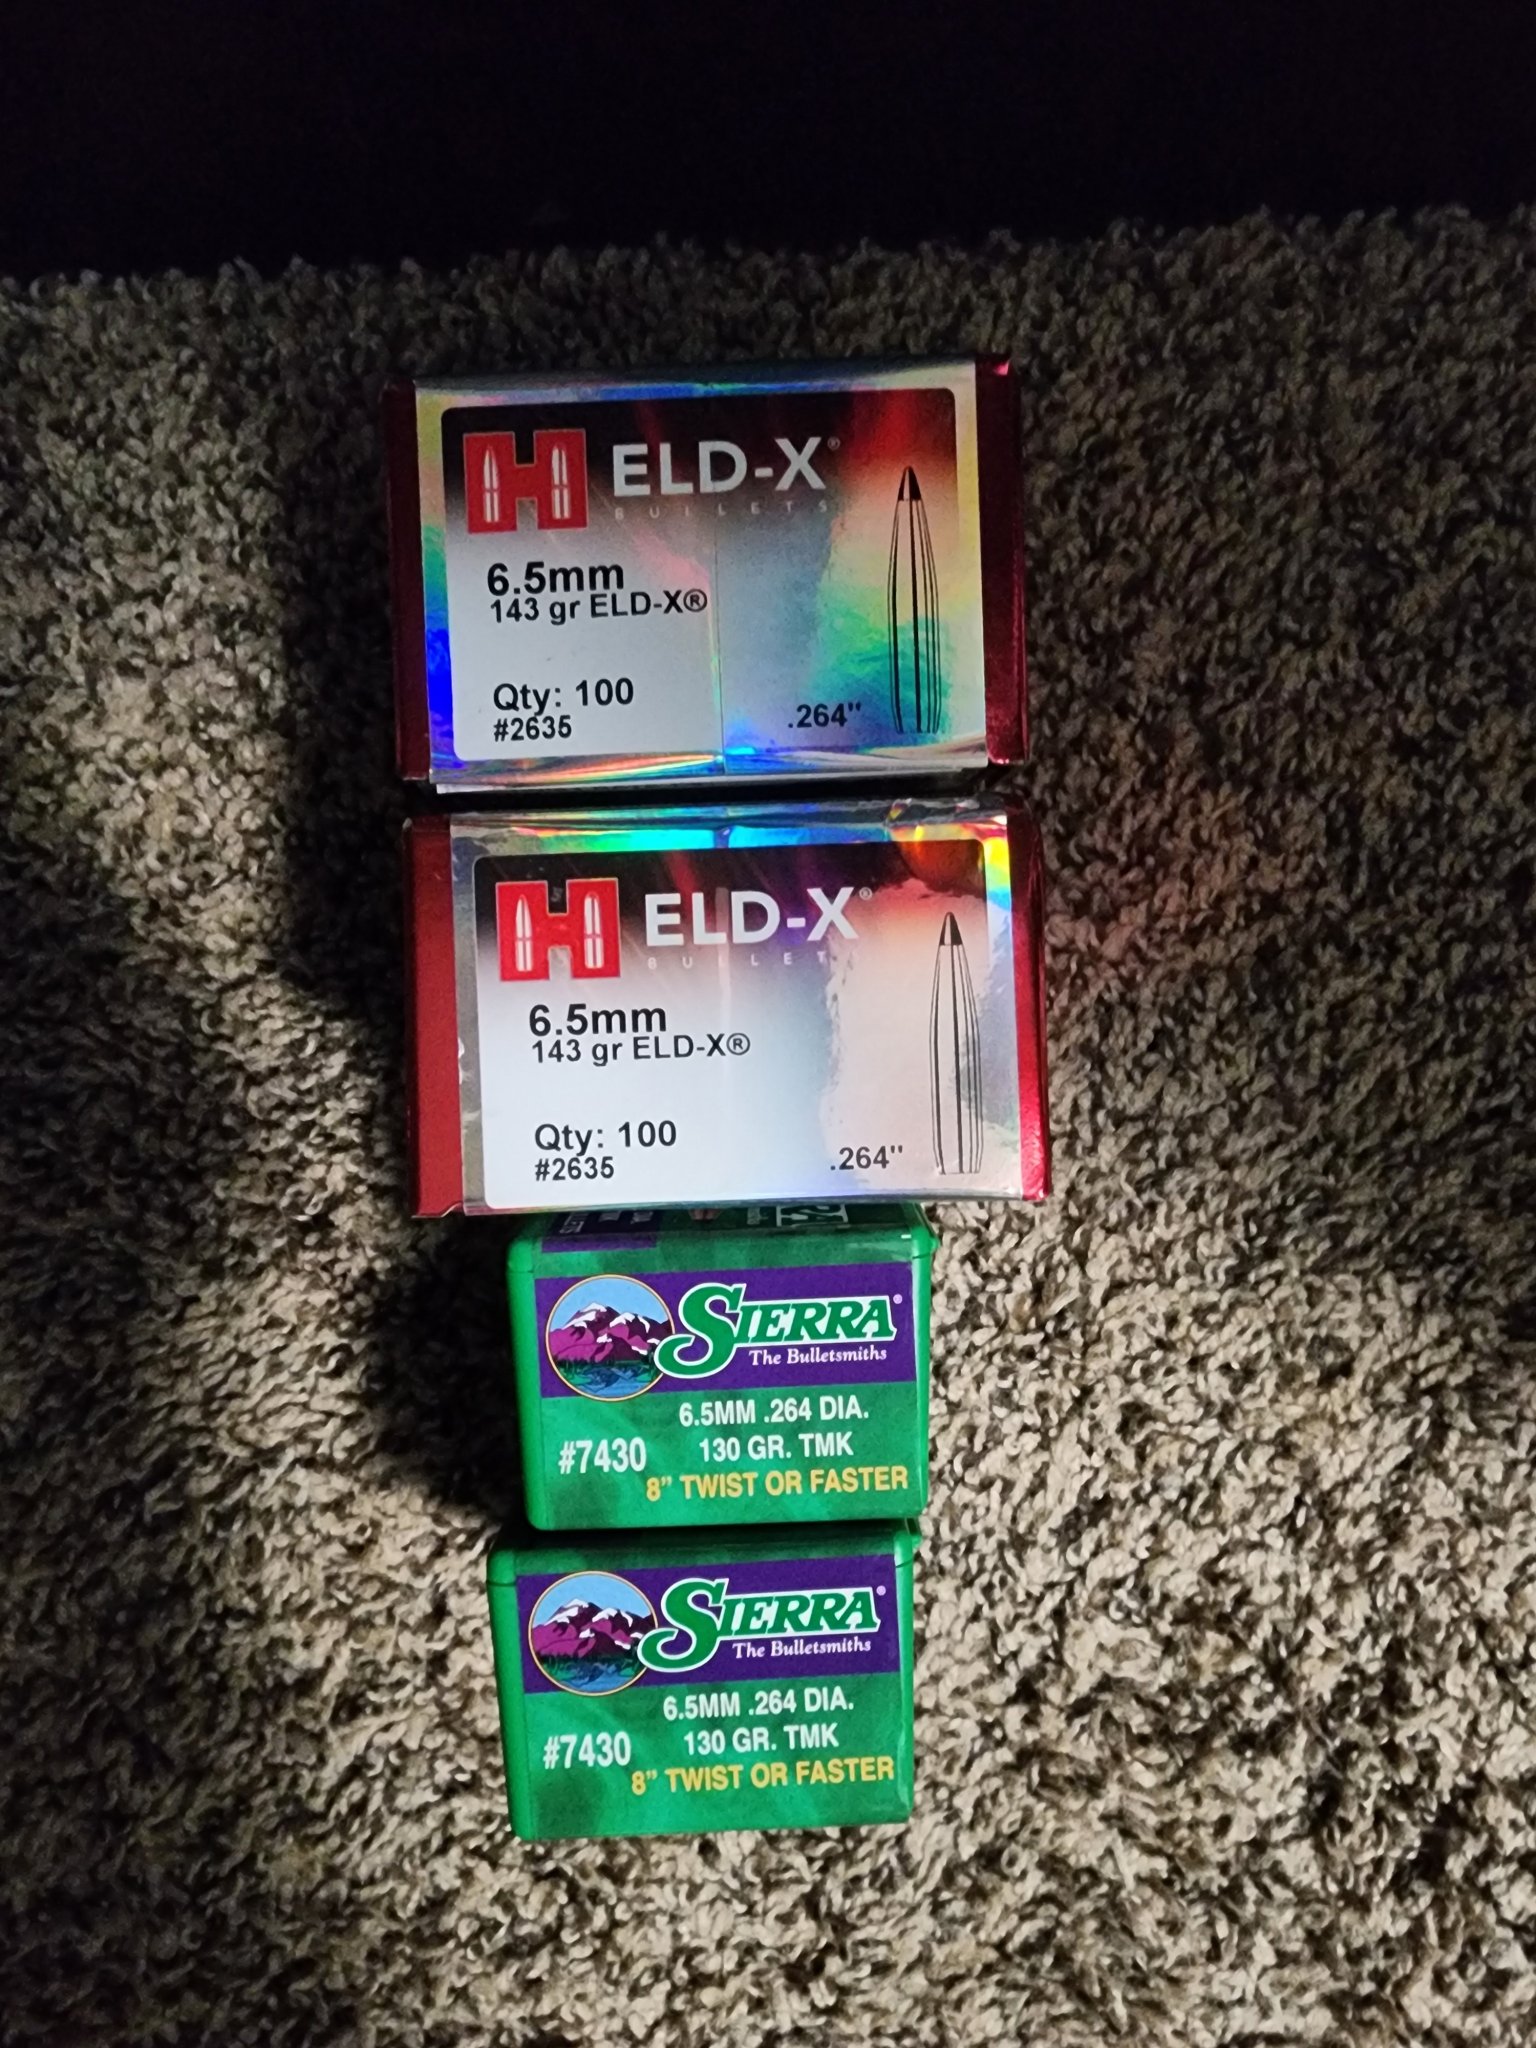 H ELD-X®
BULLETS
6.5mm
143 gr ELD-X®
Qty: 100
#2635
.264"
H ELD-X®
BULLET
6.5mm
143 gr ELD-X®
Qty: 100
#2635
.264"
SIERRA®
The Bulletsmiths
6.5MM .264 DIA.
#7430 130 GR. TMK
8” TWIST OR FASTER
SIERRA®
The Bulletsmiths
6.5MM .264 DIA.
#7430 130 GR. TMK
8” TWIST OR FASTER